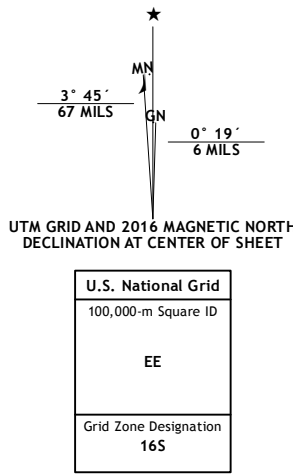 ★
MN
3° 45´
67 MILS
GN
0° 19´
6 MILS
UTM GRID AND 2016 MAGNETIC NORTH
DECLINATION AT CENTER OF SHEET
U.S. National Grid
100,000-m Square ID
EE
Grid Zone Designation
16S